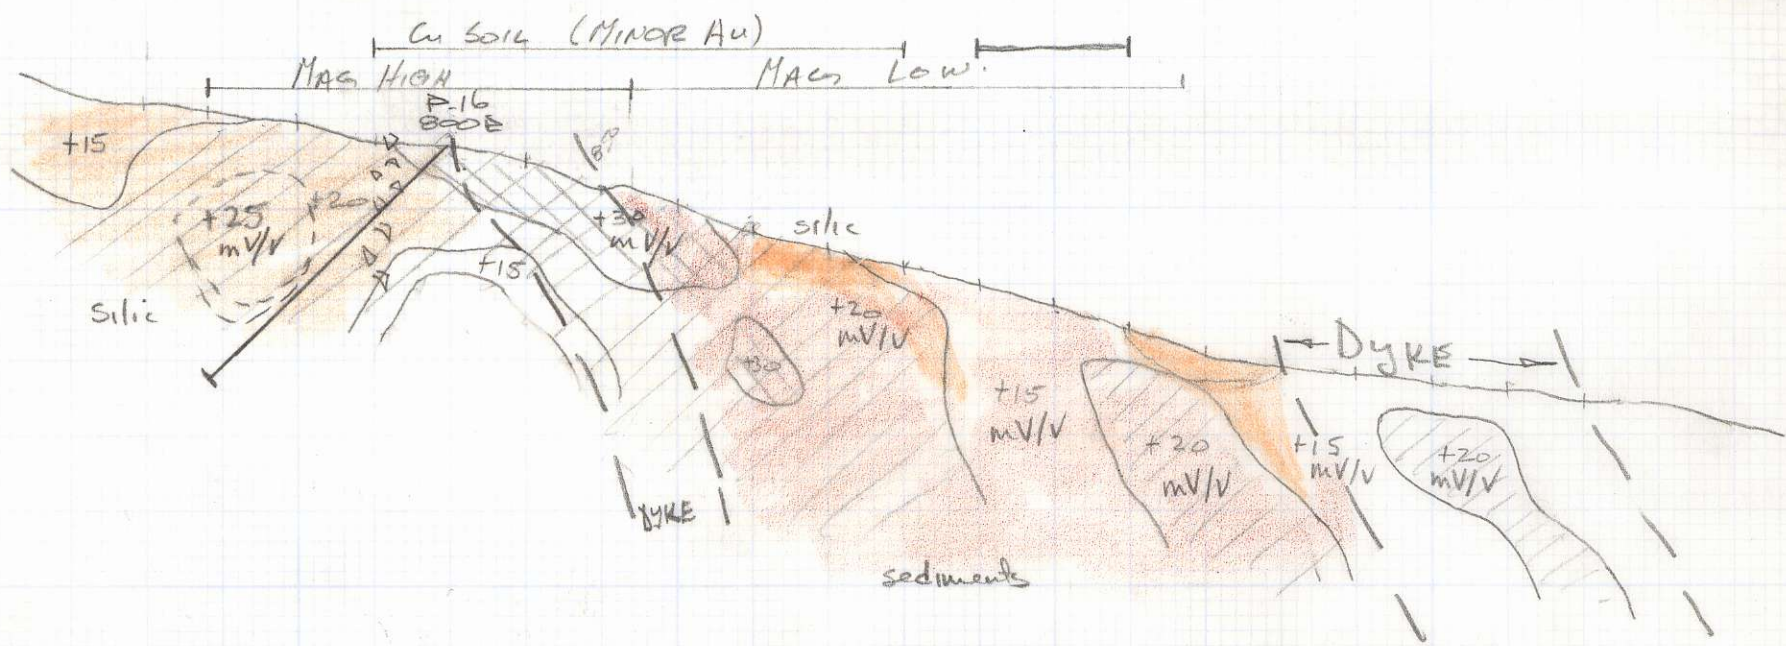 Cu SOIL (MINOR Au)
MAG HIGH
MAG LOW.
P-16
800E
+15
+25
mV/V
+20
+30
mV/V
silic
+15
silic
+20
mV/V
+30
DYKE
+15
mV/V
+20
mV/V
+15
mV/V
+20
mV/V
DYKE
sediments